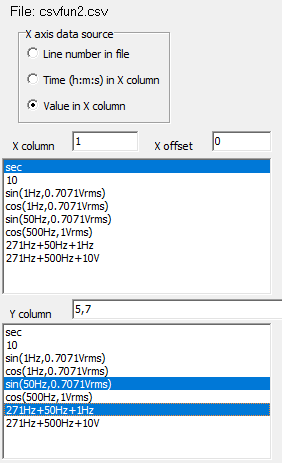 File: csvfun2.csv
X axis data source
Line number in file
Time (h:m:s) in X column
Value in X column
X column 1 X offset 0
sec
10
sin(1Hz,0.7071Vrms)
cos(1Hz,0.7071Vrms)
sin(50Hz,0.7071Vrms)
cos(500Hz,1Vrms)
271Hz+50Hz+1Hz
271Hz+500Hz+10V
Y column 5,7
sec
10
sin(1Hz,0.7071Vrms)
cos(1Hz,0.7071Vrms)
sin(50Hz,0.7071Vrms)
cos(500Hz,1Vrms)
271Hz+50Hz+1Hz
271Hz+500Hz+10V